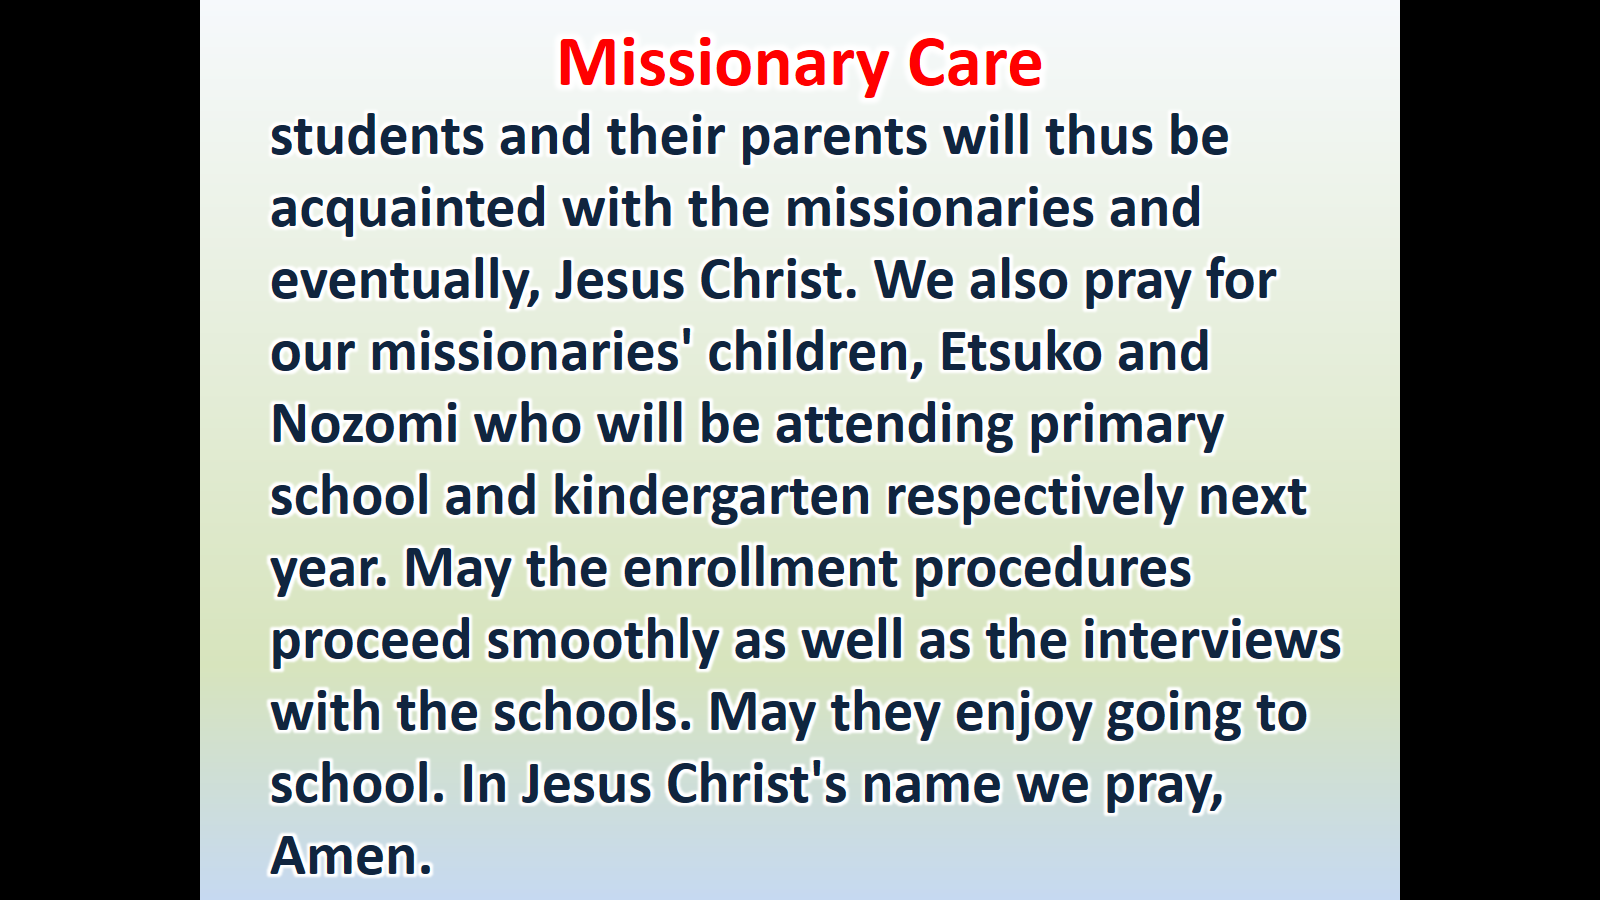 Missionary Care
students and their parents will thus be
acquainted with the missionaries and
eventually, Jesus Christ. We also pray for
our missionaries' children, Etsuko and
Nozomi who will be attending primary
school and kindergarten respectively next
year. May the enrollment procedures
proceed smoothly as well as the interviews
with the schools. May they enjoy going to
school. In Jesus Christ's name we pray,
Amen.